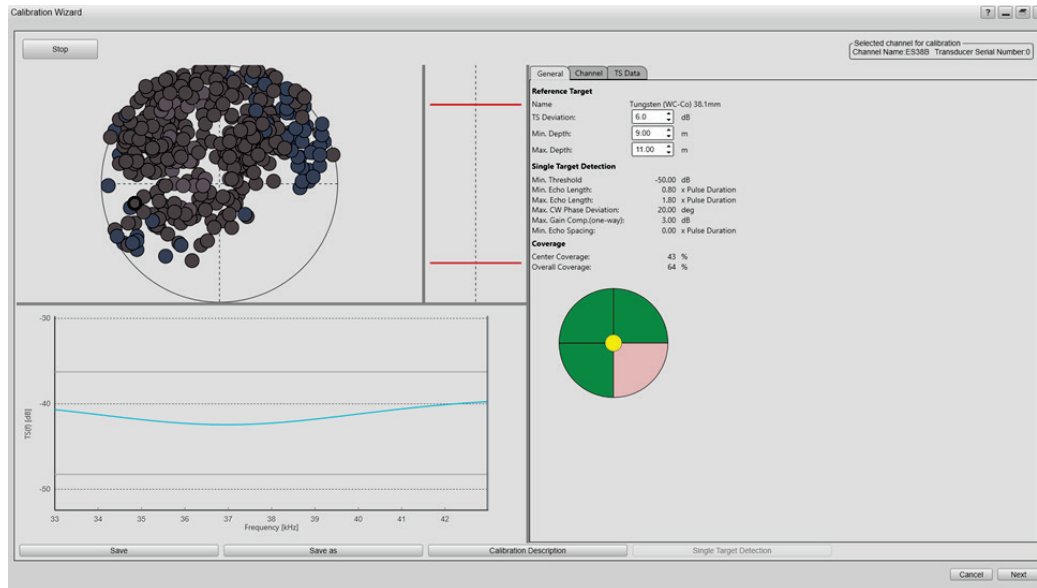 Calibration Wizard
?
Stop
Selected channel for calibration
Channel Name:ES38B Transducer Serial Number:0
General Channel TS Data
Reference Target
Name Tungsten (WC-Co) 38.1mm
TS Deviation: 6.0 dB
Min. Depth: 9.00 m
Max. Depth: 11.00 m
Single Target Detection
Min. Threshold -50.00 dB
Min. Echo Length: 0.80 x Pulse Duration
Max. Echo Length: 1.80 x Pulse Duration
Max. CW Phase Deviation: 20.00 deg
Max. Gain Comp.(one-way): 3.00 dB
Min. Echo Spacing: 0.00 x Pulse Duration
Coverage
Center Coverage: 43 %
Overall Coverage: 64 %
-30
-40
-50
TS(f) [dB]
33 34 35 36 37 38 39 40 41 42
Frequency [kHz]
Save Save as Calibration Description Single Target Detection
Cancel Next